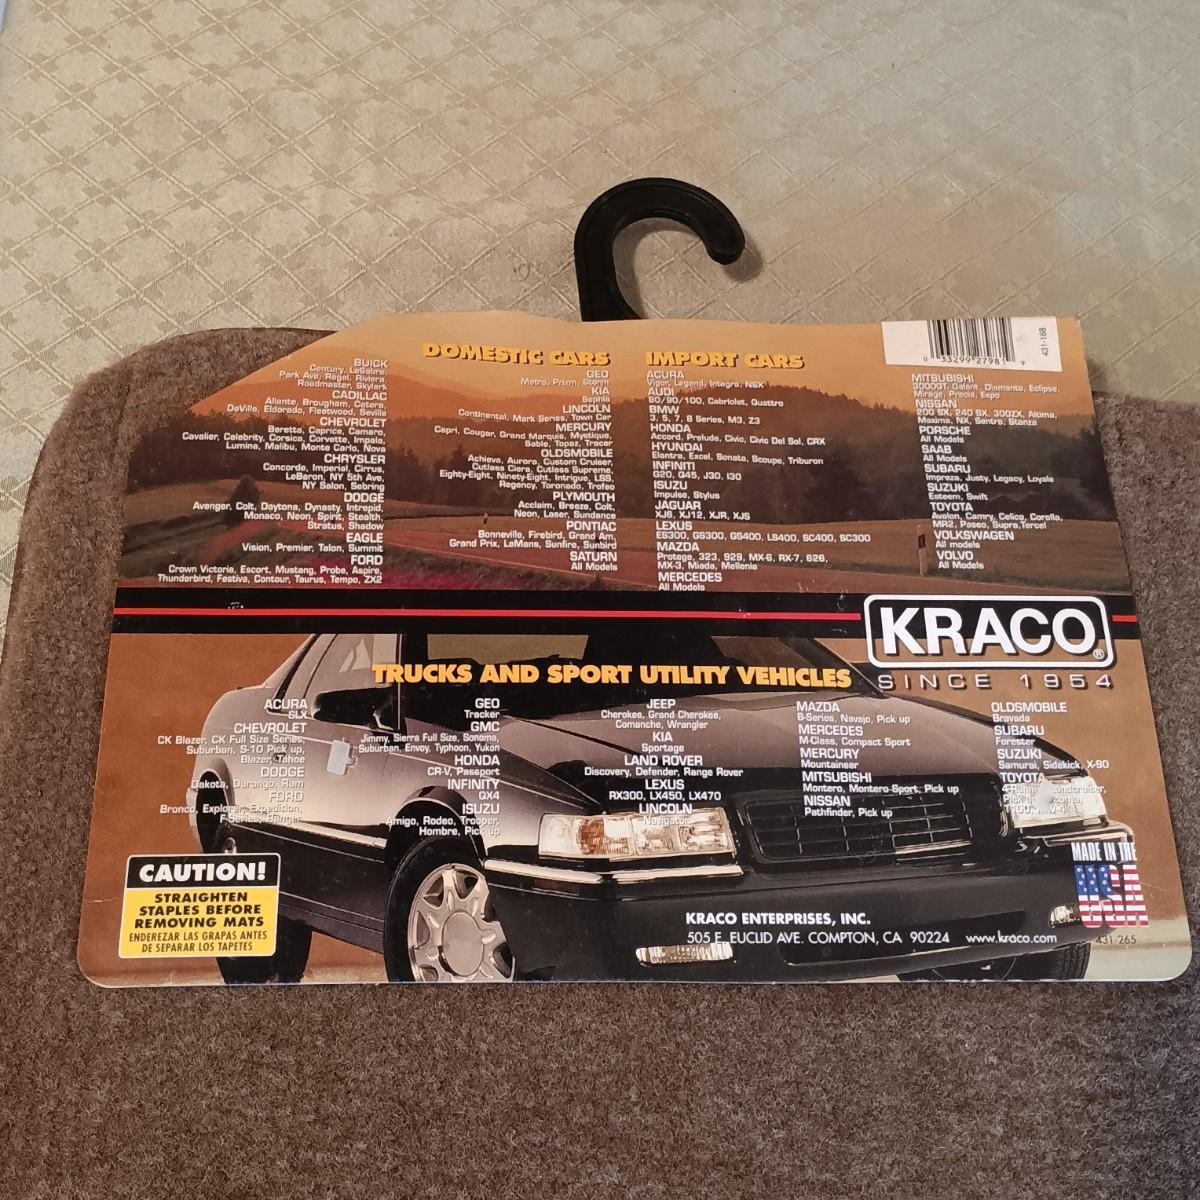 DOMESTIC CARS
BUICK
Century, LeSabre,
Park Ave, Regal, Riviera,
Roadmaster, Skylark
CADILLAC
Allante, Brougham, Catera,
DeVille, Eldorado, Fleetwood, Seville
CHEVROLET
Beretta, Caprice, Camaro,
Cavalier, Celebrity, Corsica, Corvette, Impala,
Lumina, Malibu, Monte Carlo, Nova
CHRYSLER
Concorde, Imperial, Cirrus,
LeBaron, NY 5th Ave,
NY Salon, Sebring
DODGE
Avenger, Colt, Daytona, Dynasty, Intrepid,
Monaco, Neon, Spirit, Stealth,
Stratus, Shadow
EAGLE
Vision, Premier, Talon, Summit
FORD
Crown Victoria, Escort, Mustang, Probe, Aspire,
Thunderbird, Festiva, Contour, Taurus, Tempo, ZX2
GEO
Metro, Prizm, Storm
KIA
Sephia
LINCOLN
Continental, Mark Series, Town Car
MERCURY
Capri, Cougar, Grand Marquis, Mystique,
Sable, Topaz, Tracer
OLDSMOBILE
Achieva, Aurora, Custom Cruiser,
Cutlass Ciera, Cutlass Supreme,
Eighty-Eight, Ninety-Eight, Intrigue, LSS,
Regency, Toronado, Trofeo
PLYMOUTH
Acclaim, Breeze, Colt,
Neon, Laser, Sundance
PONTIAC
Bonneville, Firebird, Grand Am,
Grand Prix, LeMans, Sunfire, Sunbird
SATURN
All Models
IMPORT CARS
ACURA
Vigor, Legend, Integra, NSX
AUDI
80/90/100, Cabriolet, Quattro
BMW
3, 5, 7, 8 Series, M3, Z3
HONDA
Accord, Prelude, Civic, Civic Del Sol, CRX
HYUNDAI
Elantra, Excel, Sonata, Scoupe, Triburon
INFINITI
G20, Q45, J30, I30
ISUZU
Impulse, Stylus
JAGUAR
XJ6, XJ12, XJR, XJS
LEXUS
ES300, GS300, GS400, LS400, SC400, SC300
MAZDA
Protege, 323, 929, MX-6, RX-7, 626,
MX-3, Miada, Mellenia
MERCEDES
All Models
MITSUBISHI
3000GT, Galant, Diamante, Eclipse,
Mirage, Precis, Expo
NISSAN
200 SX, 240 SX, 300ZX, Altima,
Maxima, NX, Sentra, Stanza
PORSCHE
All Models
SAAB
All Models
SUBARU
Impreza, Justy, Legacy, Loyale
SUZUKI
Esteem, Swift
TOYOTA
Avalon, Camry, Celica, Corolla,
MR2, Paseo, Supra,Tercel
VOLKSWAGEN
All models
VOLVO
All Models
0 33299 27981 9
431-168
KRACO®
SINCE 1954
TRUCKS AND SPORT UTILITY VEHICLES
ACURA
SLX
CHEVROLET
CK Blazer, CK Full Size Series,
Suburban, S-10 Pick up,
Blazer, Tahoe
DODGE
Dakota, Durango, Ram
FORD
Bronco, Explorer, Expedition,
F Series, Ranger
GEO
Tracker
GMC
Jimmy, Sierra Full Size, Sonoma,
Suburban, Envoy, Typhoon, Yukon
HONDA
CR-V, Passport
INFINITY
QX4
ISUZU
Amigo, Rodeo, Trooper,
Hombre, Pick up
JEEP
Cherokee, Grand Cherokee,
Comanche, Wrangler
KIA
Sportage
LAND ROVER
Discovery, Defender, Range Rover
LEXUS
RX300, LX450, LX470
LINCOLN
Navigator
MAZDA
B-Series, Navajo, Pick up
MERCEDES
M-Class, Compact Sport
MERCURY
Mountaineer
MITSUBISHI
Montero, Montero Sport, Pick up
NISSAN
Pathfinder, Pick up
OLDSMOBILE
Bravada
SUBARU
Forester
SUZUKI
Samurai, Sidekick, X-90
TOYOTA
CAUTION!
STRAIGHTEN
STAPLES BEFORE
REMOVING MATS
ENDEREZAR LAS GRAPAS ANTES
DE SEPARAR LOS TAPETES
KRACO ENTERPRISES, INC.
505 E. EUCLID AVE. COMPTON, CA 90224 www.kraco.com
MADE IN THE
USA
431-265